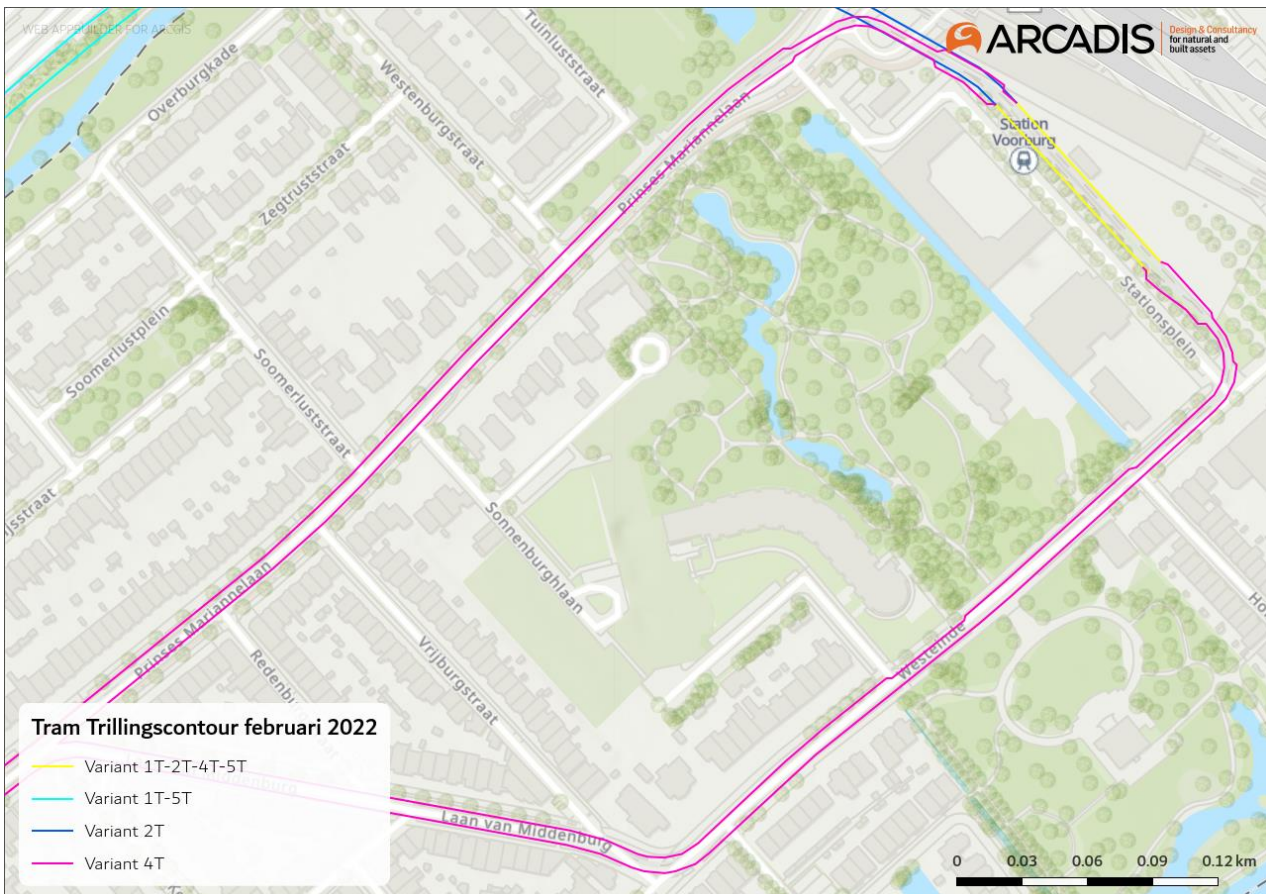 WEB APPBUILDER FOR ARCGIS
ARCADIS
Design & Consultancy
for natural and
built assets
Overburgkade
Westenburgstraat
Tuinluststraat
Zegtruststraat
Prinses Mariannelaan
Station
Voorburg
Soomerlustplein
Soomerluststraat
Stationsplein
Sonnenburghlaan
Prinses Mariannelaan
Vrijburgstraat
Westeinde
Laan van Middenburg
Tram Trillingscontour februari 2022
Variant 1T-2T-4T-5T
Variant 1T-5T
Variant 2T
Variant 4T
0 0.03 0.06 0.09 0.12 km